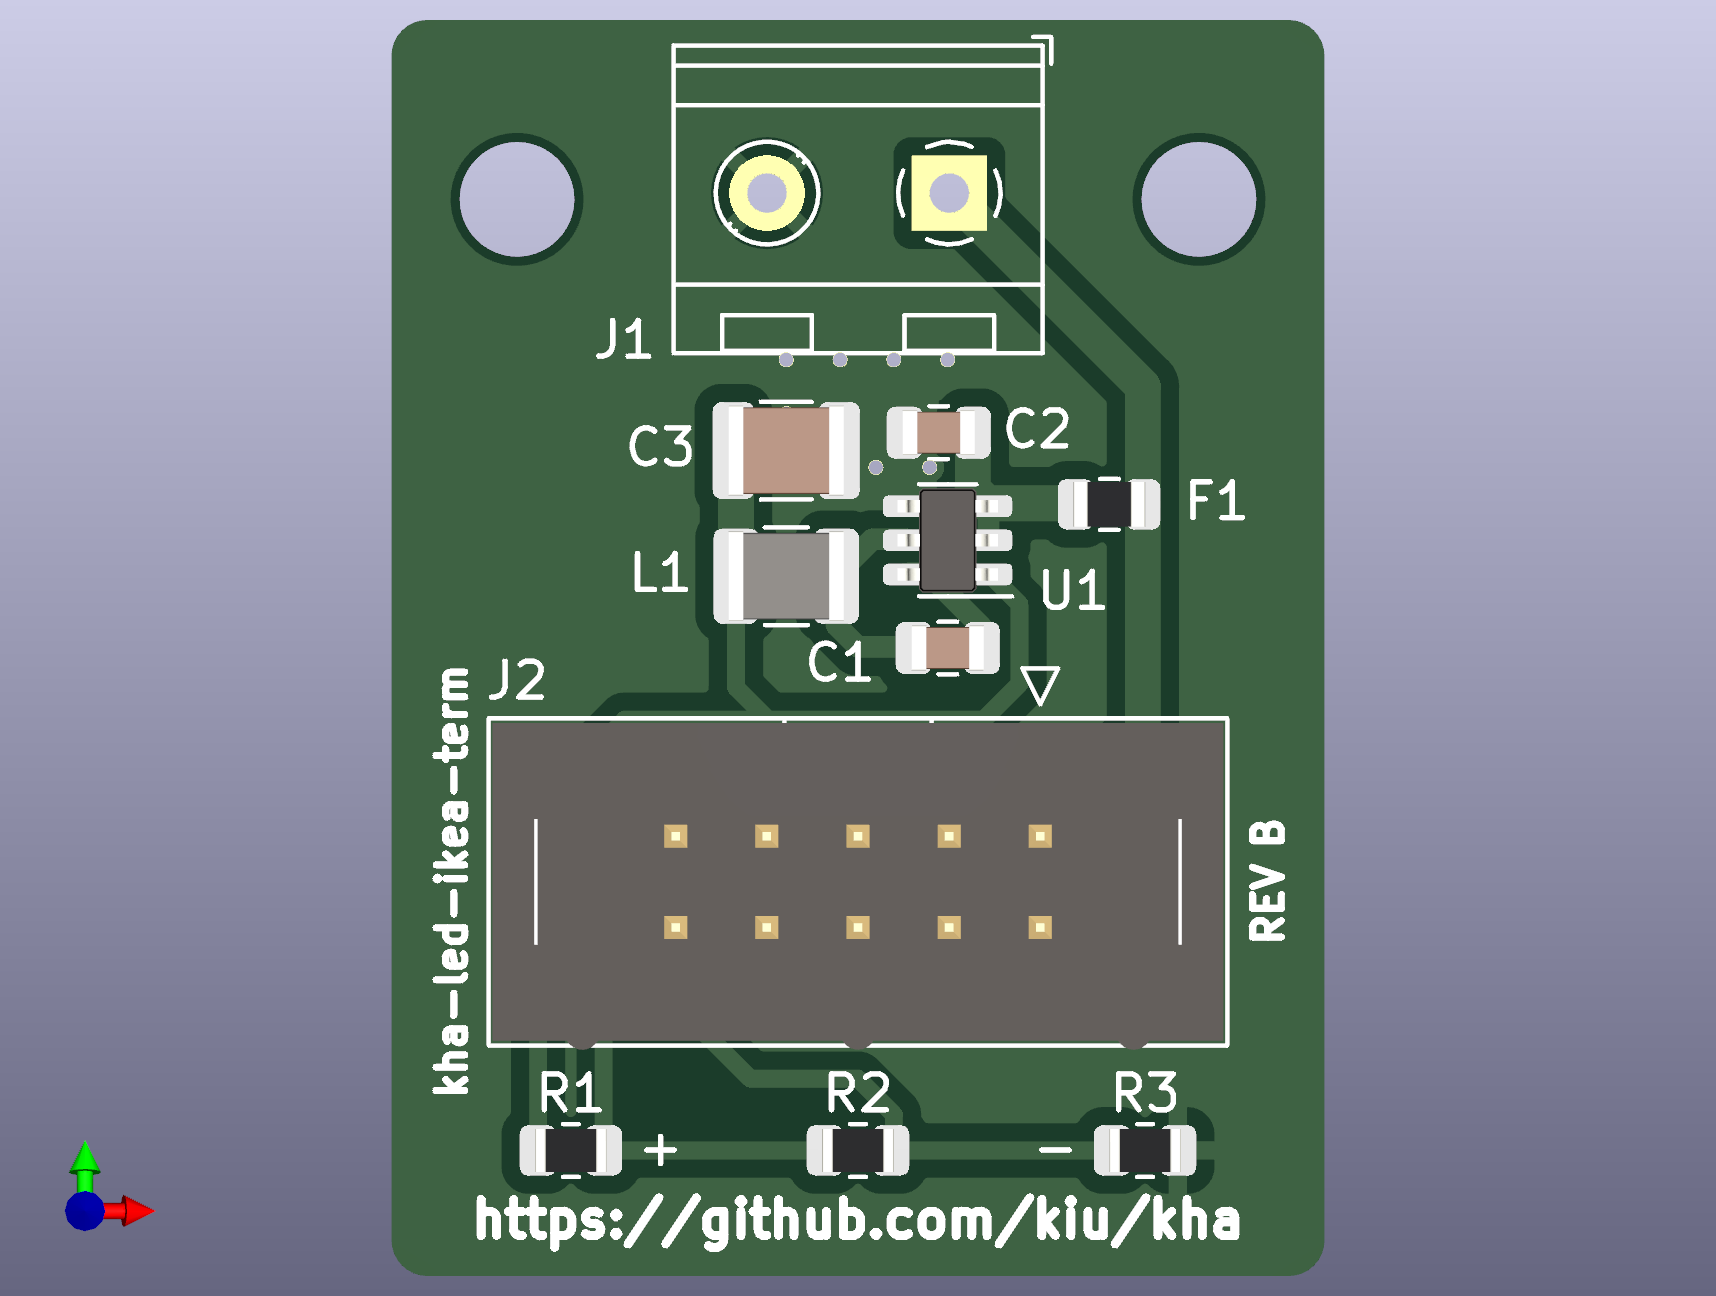 J1
C3
C2
F1
L1
U1
C1
J2
kha-led-ikea-term
REV B
R1
R2
R3
+
-
https://github.com/kiu/kha